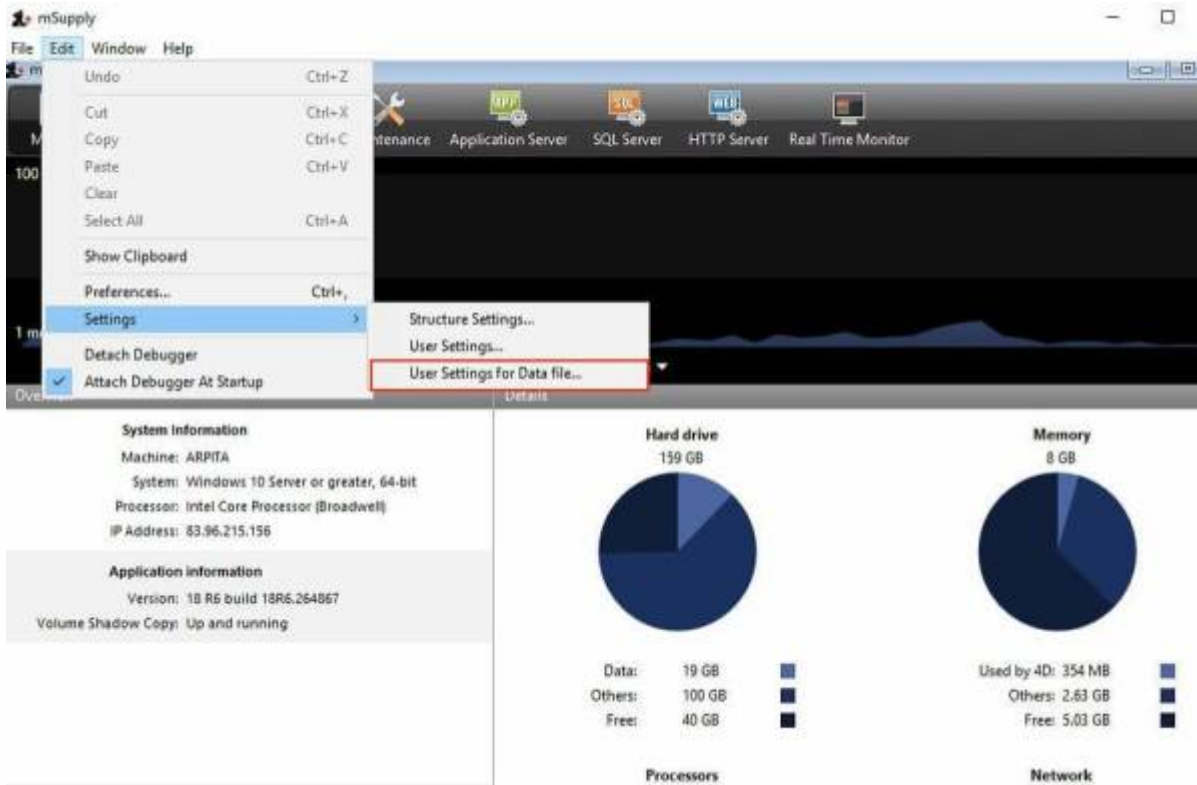 mSupply
File Edit Window Help
Undo Ctrl+Z
Cut Ctrl+X
Copy Ctrl+C
Paste Ctrl+V
Clear
Select All Ctrl+A
Show Clipboard
Preferences... Ctrl+,
Settings
Detach Debugger
Attach Debugger At Startup
Structure Settings...
User Settings...
User Settings for Data file...
Application Server SQL Server HTTP Server Real Time Monitor
100
Details
System Information
Machine: ARPITA
System: Windows 10 Server or greater, 64-bit
Processor: Intel Core Processor (Broadwell)
IP Address: 83.96.215.156
Application information
Version: 18 R6 build 18R6.264867
Volume Shadow Copy: Up and running
Hard drive
159 GB
Data: 19 GB
Others: 100 GB
Free: 40 GB
Memory
8 GB
Used by 4D: 354 MB
Others: 2.63 GB
Free: 5.03 GB
Processors
Network